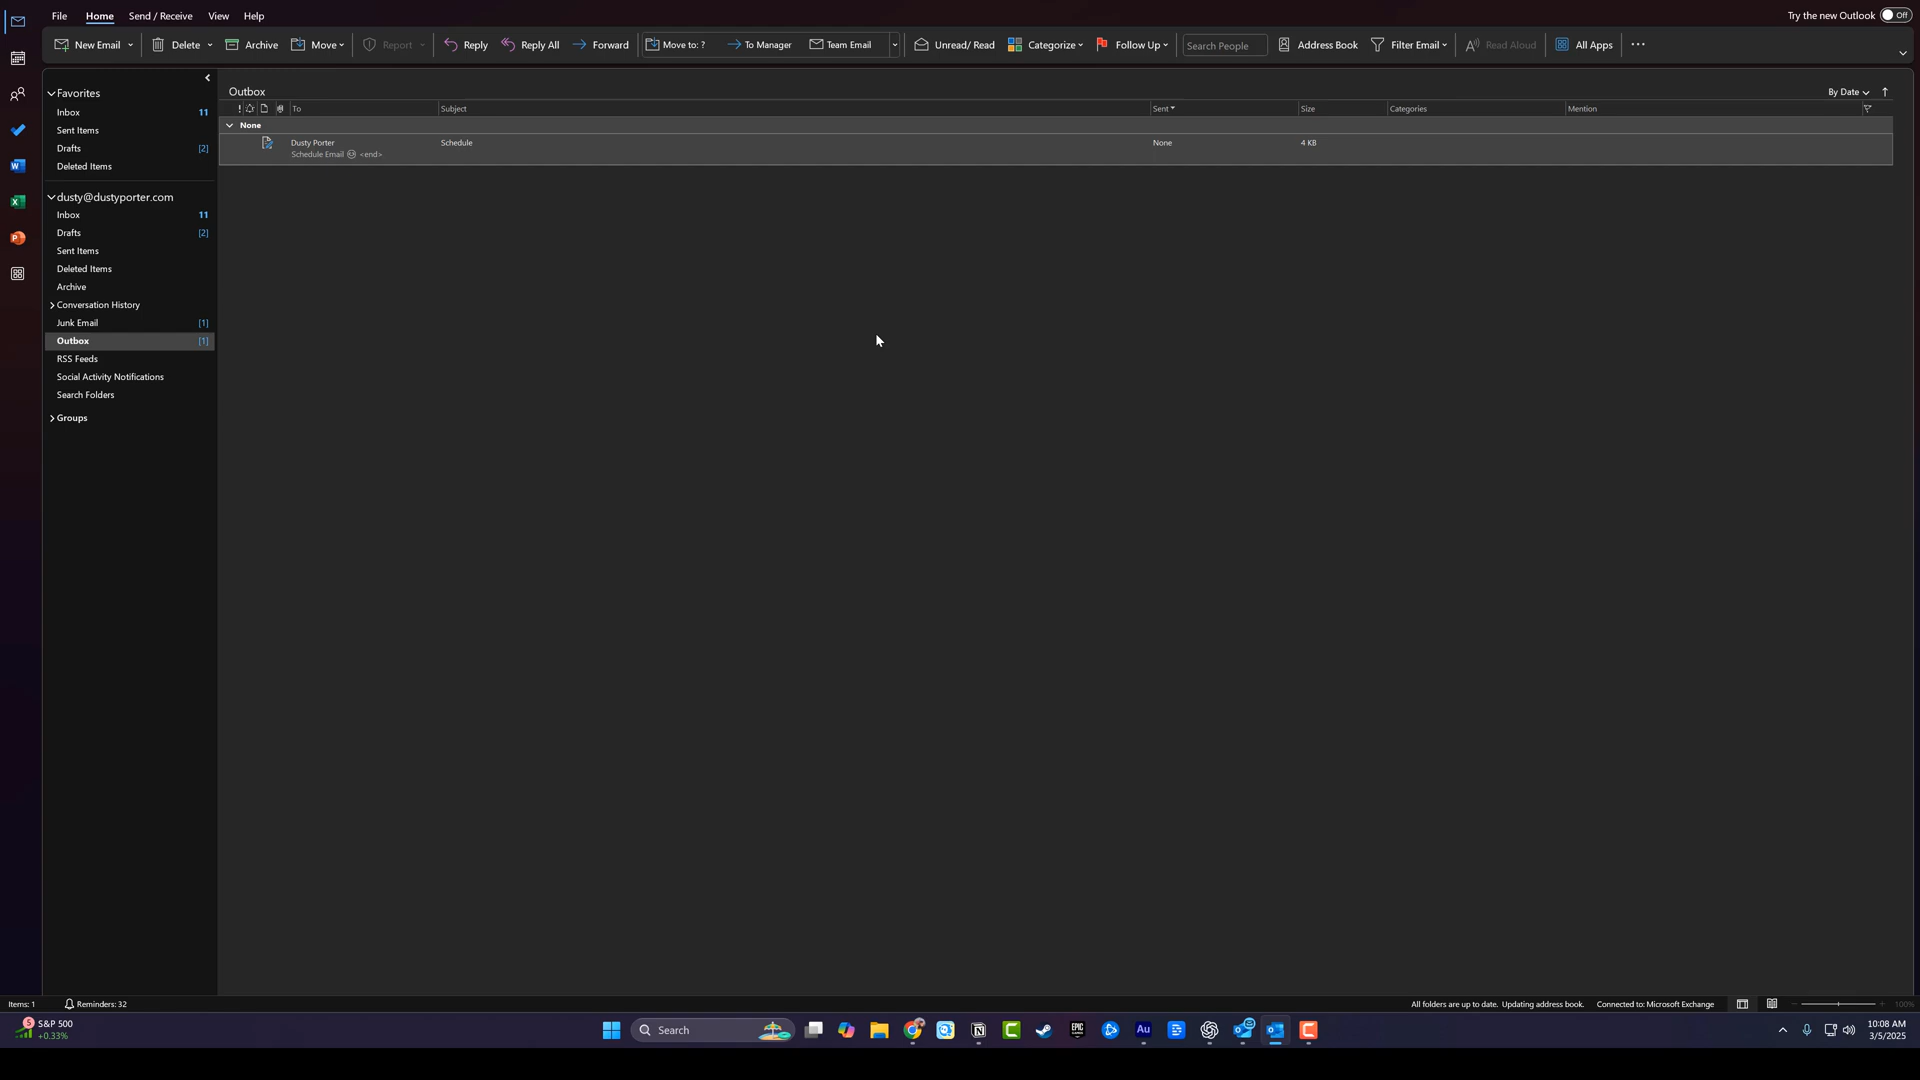 File Home Send / Receive View Help Try the new Outlook Off
New Email Delete Archive Move Report Reply Reply All Forward Move to: ? To Manager Team Email Unread/ Read Categorize Follow Up Search People Address Book Filter Email Read Aloud All Apps
Favorites
Inbox 11
Sent Items
Drafts [2]
Deleted Items
dusty@dustyporter.com
Inbox 11
Drafts [2]
Sent Items
Deleted Items
Archive
Conversation History
Junk Email [1]
Outbox [1]
RSS Feeds
Social Activity Notifications
Search Folders
Groups
Outbox By Date
! To Subject Sent Size Categories Mention
None
Dusty Porter Schedule None 4 KB
Schedule Email <end>
Items: 1 Reminders: 32 All folders are up to date. Updating address book. Connected to: Microsoft Exchange 100%
5 S&P 500
+0.33%
Search
EPIC GAMES
Au
10:08 AM
3/5/2025